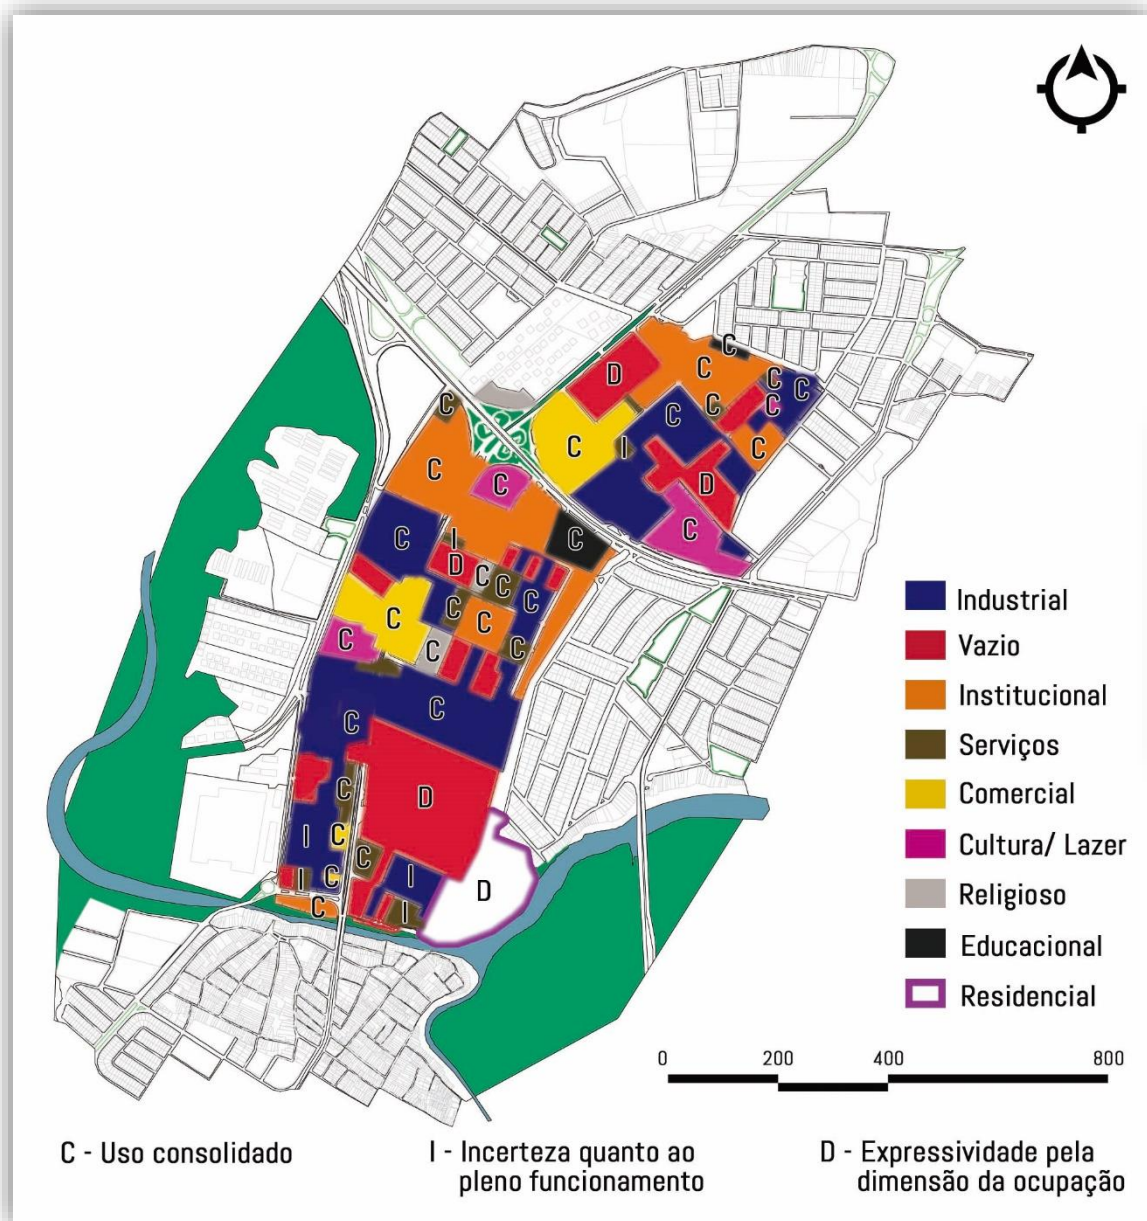 C
D
C
C
C
C
C
C
C
C
I
C
C
C
D
C
C
I
C
D
C
C
C
C
C
C
C
C
C
C
C
C
D
I
C
C
I
C
I
D
C
I
Industrial
Vazio
Institucional
Serviços
Comercial
Cultura/ Lazer
Religioso
Educacional
Residencial
0 200 400 800
C - Uso consolidado
I - Incerteza quanto ao
pleno funcionamento
D - Expressividade pela
dimensão da ocupação